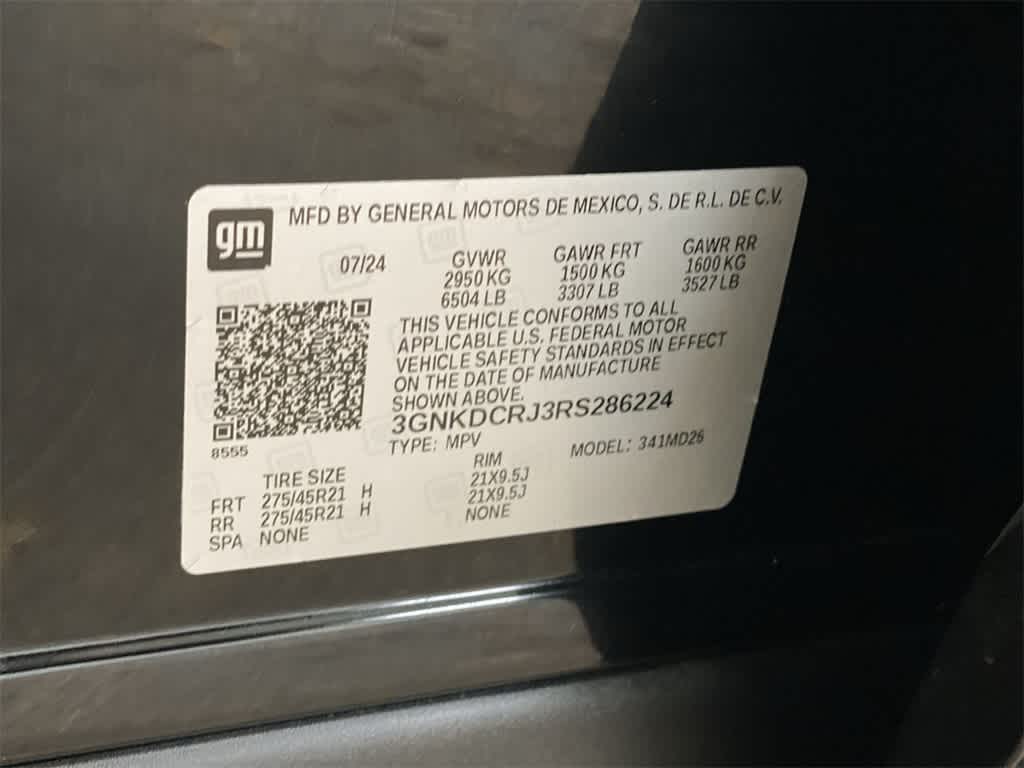 gm
MFD BY GENERAL MOTORS DE MEXICO, S. DE R.L. DE C.V.
07/24
GVWR GAWR FRT GAWR RR
2950 KG 1500 KG 1600 KG
6504 LB 3307 LB 3527 LB
THIS VEHICLE CONFORMS TO ALL
APPLICABLE U.S. FEDERAL MOTOR
VEHICLE SAFETY STANDARDS IN EFFECT
ON THE DATE OF MANUFACTURE
SHOWN ABOVE.
3GNKDCRJ3RS286224
8555
TYPE: MPV MODEL: 341MD26
TIRE SIZE RIM
FRT 275/45R21 H 21X9.5J
RR 275/45R21 H 21X9.5J
SPA NONE NONE